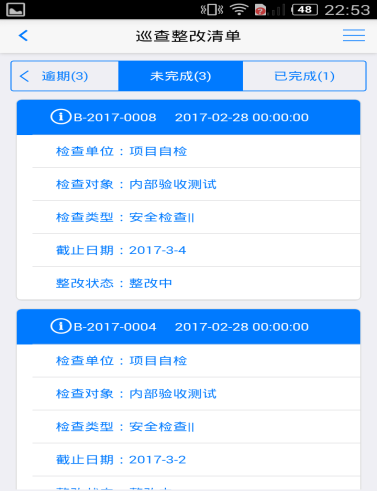 48 22:53
巡查整改清单
逾期(3) 未完成(3) 已完成(1)
B-2017-0008 2017-02-28 00:00:00
检查单位：项目自检
检查对象：内部验收测试
检查类型：安全检查||
截止日期：2017-3-4
整改状态：整改中
B-2017-0004 2017-02-28 00:00:00
检查单位：项目自检
检查对象：内部验收测试
检查类型：安全检查||
截止日期：2017-3-2